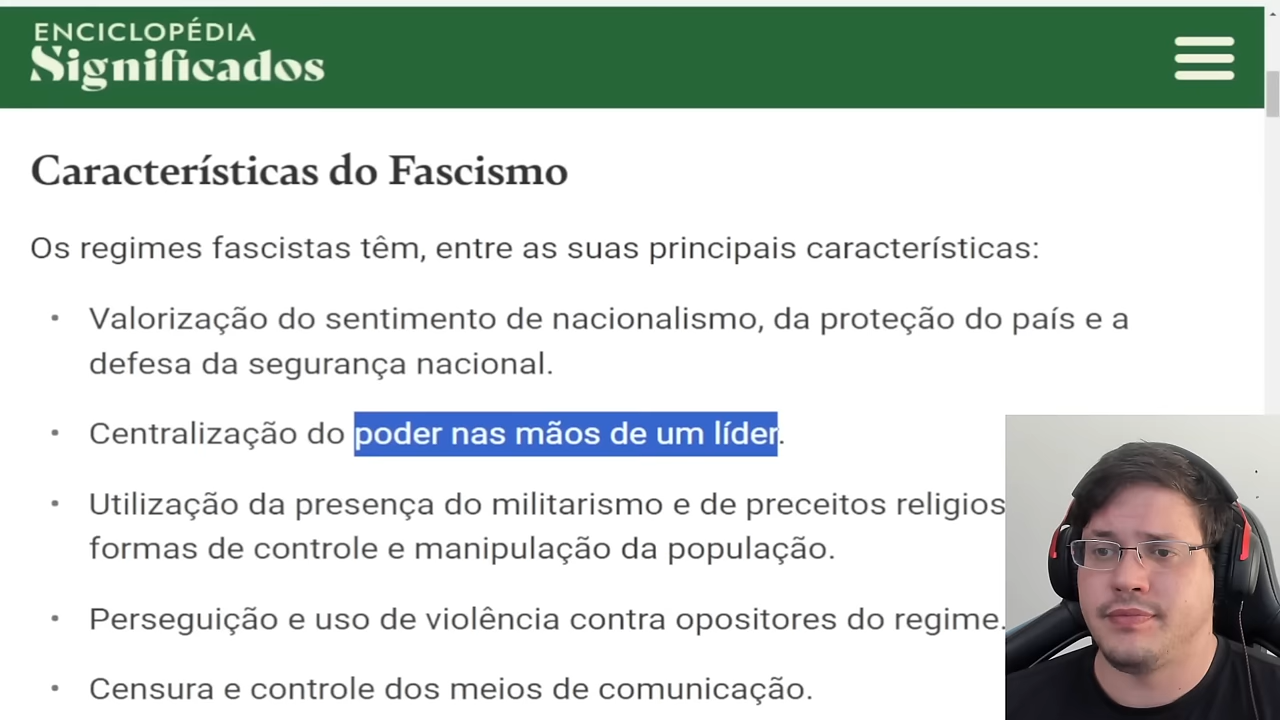 ENCICLOPÉDIA
Significados
Características do Fascismo
Os regimes fascistas têm, entre as suas principais características:
• Valorização do sentimento de nacionalismo, da proteção do país e a
defesa da segurança nacional.
• Centralização do poder nas mãos de um líder.
• Utilização da presença do militarismo e de preceitos religios
formas de controle e manipulação da população.
• Perseguição e uso de violência contra opositores do regime.
• Censura e controle dos meios de comunicação.